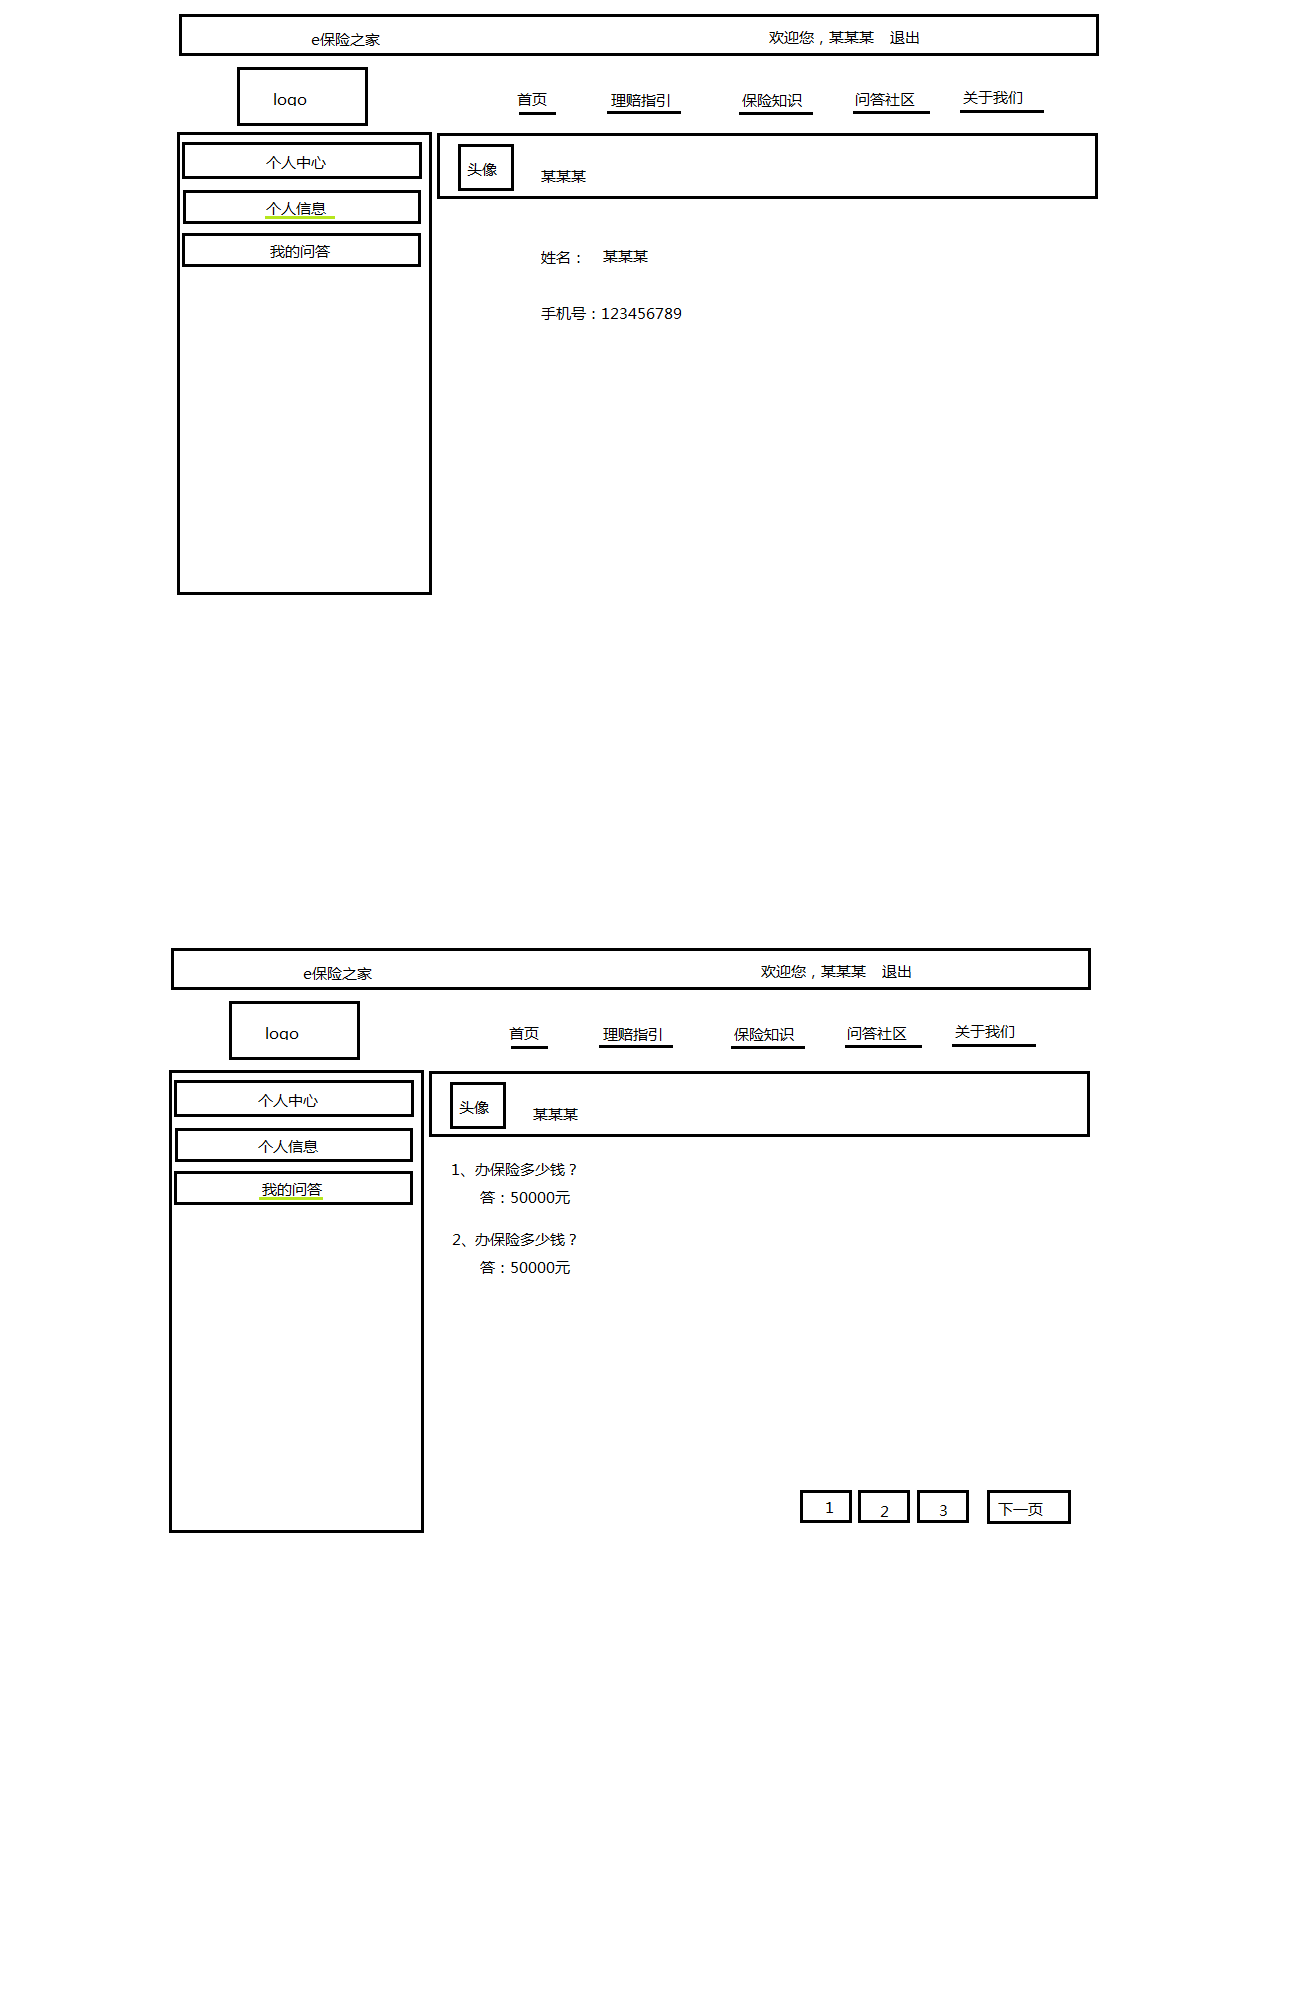 e保险之家 欢迎您，某某某 退出
logo 首页 理赔指引 保险知识 问答社区 关于我们
个人中心
个人信息
我的问答
头像 某某某
姓名： 某某某
手机号：123456789
e保险之家 欢迎您，某某某 退出
logo 首页 理赔指引 保险知识 问答社区 关于我们
个人中心
个人信息
我的问答
头像 某某某
1、办保险多少钱？
答：50000元
2、办保险多少钱？
答：50000元
1 2 3 下一页